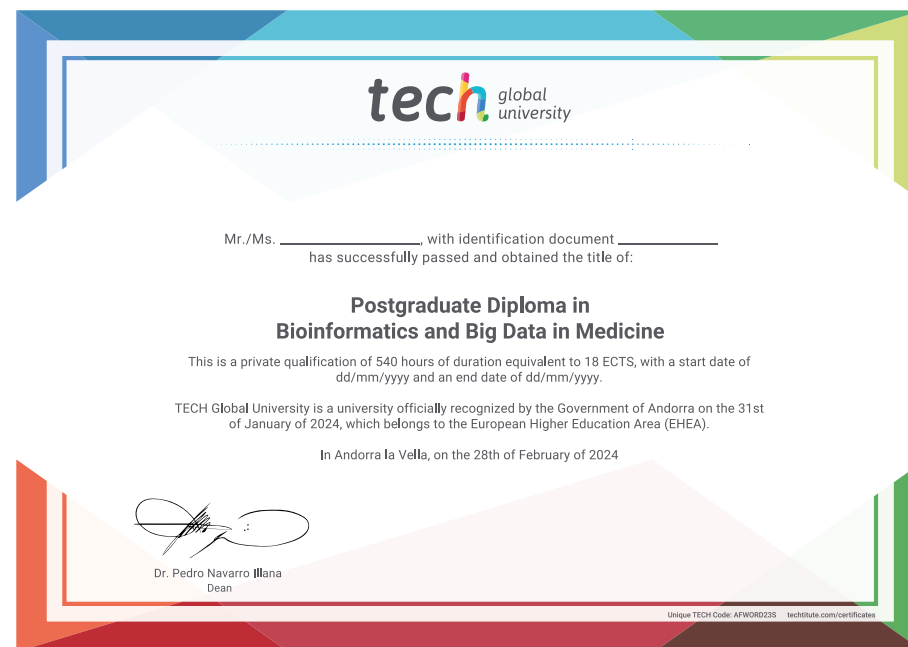 tech global
university
Mr./Ms. ____________, with identification document ____________
has successfully passed and obtained the title of:
Postgraduate Diploma in
Bioinformatics and Big Data in Medicine
This is a private qualification of 540 hours of duration equivalent to 18 ECTS, with a start date of
dd/mm/yyyy and an end date of dd/mm/yyyy.
TECH Global University is a university officially recognized by the Government of Andorra on the 31st
of January of 2024, which belongs to the European Higher Education Area (EHEA).
In Andorra la Vella, on the 28th of February of 2024
Dr. Pedro Navarro Illana
Dean
Unique TECH Code: AFWORD23S techtitute.com/certificates